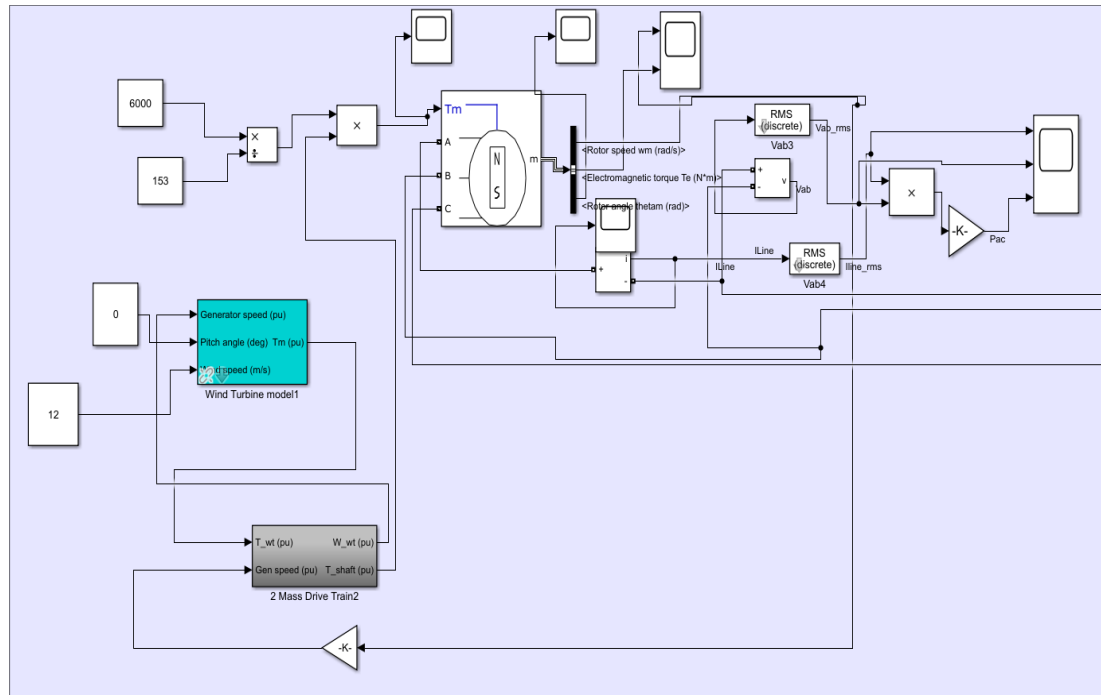 6000
×
÷
153
×
Tm
A
B
C
N
S
m
<Rotor speed wm (rad/s)>
<Electromagnetic torque Te (N*m)>
<Rotor angle thetam (rad)>
RMS
(discrete)
Vab_rms
Vab3
+
-
v
Vab
×
-K-
Pac
+
i
-
ILine
ILine
RMS
(discrete)
Iline_rms
Vab4
0
12
Generator speed (pu)
Pitch angle (deg)
Tm (pu)
Wind speed (m/s)
Wind Turbine model1
T_wt (pu)
W_wt (pu)
Gen speed (pu)
T_shaft (pu)
2 Mass Drive Train2
-K-